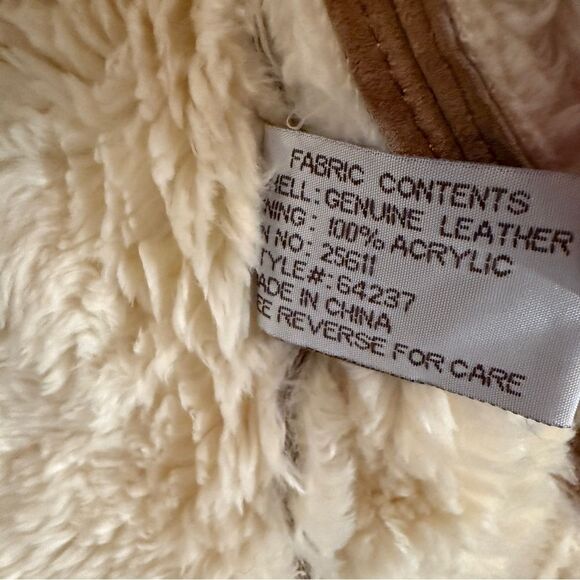 FABRIC CONTENTS
HELL: GENUINE LEATHER
NING: 100% ACRYLIC
N NO: 25611
TYLE#: 64237
ADE IN CHINA
EE REVERSE FOR CARE